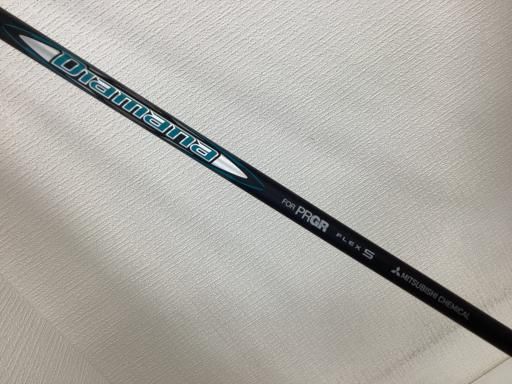 Diamana
FOR PRGR FLEX S
MITSUBISHI CHEMICAL